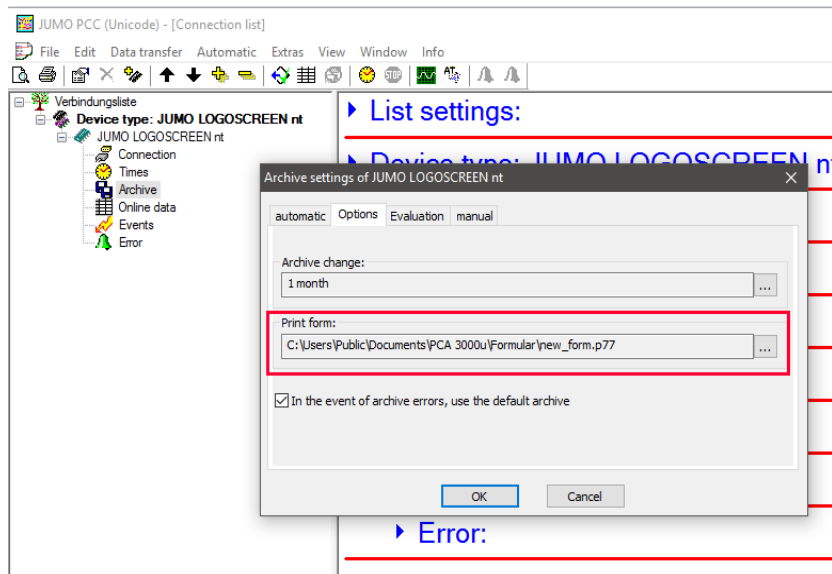 JUMO PCC (Unicode) - [Connection list]
File Edit Data transfer Automatic Extras View Window Info
STOP
Verbindungsliste
Device type: JUMO LOGOSCREEN nt
JUMO LOGOSCREEN nt
Connection
Times
Archive
Online data
Events
Error
List settings:
Device type: JUMO LOGOSCREEN nt
Archive settings of JUMO LOGOSCREEN nt
automatic Options Evaluation manual
Archive change:
1 month
...
Print form:
C:\Users\Public\Documents\PCA 3000u\Formular\new_form.p77
...
In the event of archive errors, use the default archive
OK Cancel
Error: